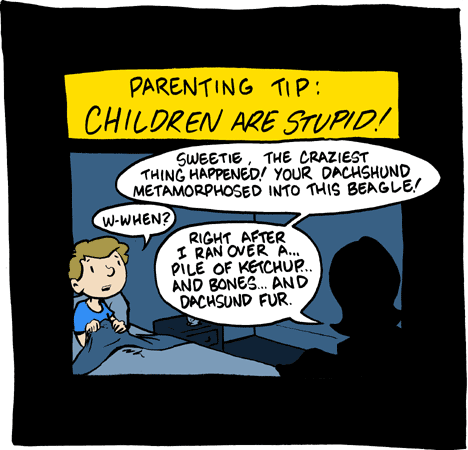 PARENTING TIP:
CHILDREN ARE STUPID!
SWEETIE, THE CRAZIEST
THING HAPPENED! YOUR DACHSHUND
METAMORPHOSED INTO THIS BEAGLE!
W-WHEN?
RIGHT AFTER
I RAN OVER A...
PILE OF KETCHUP...
AND BONES... AND
DACHSUND FUR.